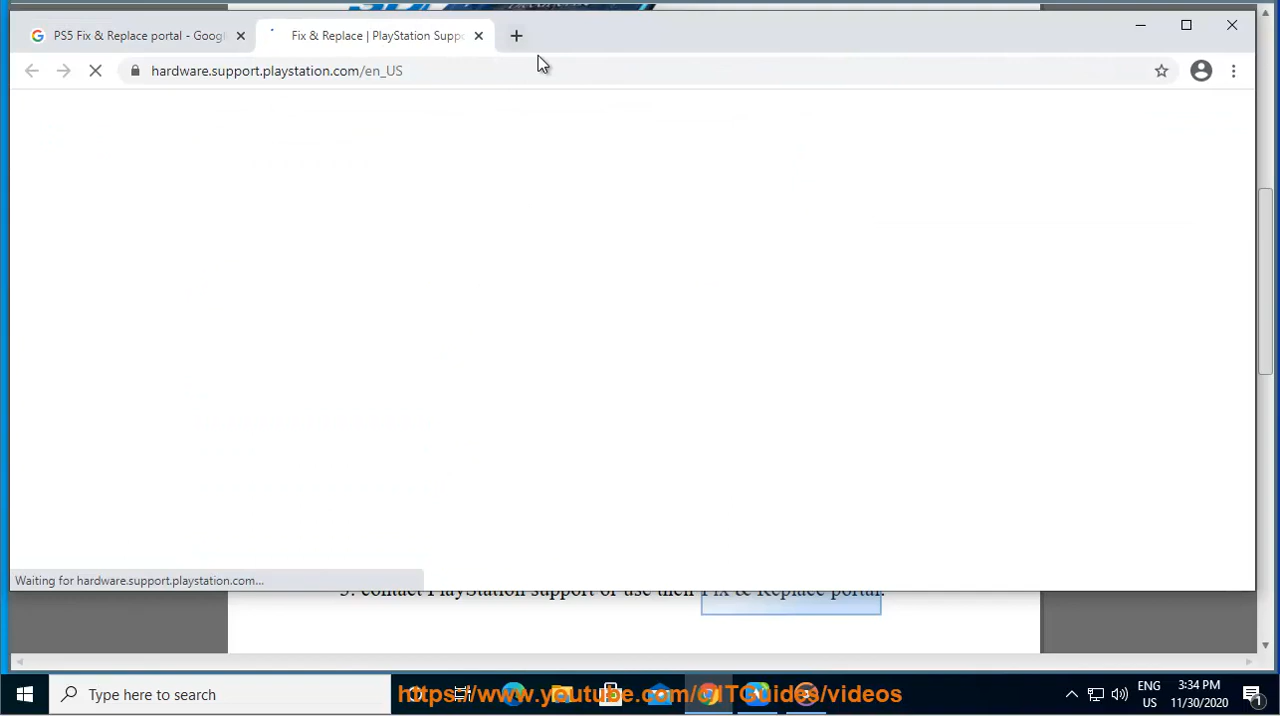 PS5 Fix & Replace portal - Googl
Fix & Replace | PlayStation Suppo
hardware.support.playstation.com/en_US
Waiting for hardware.support.playstation.com...
contact PlayStation support or use their Fix & Replace portal.
Type here to search
https://www.youtube.com/@ITGuides/videos
ENG
US
3:34 PM
11/30/2020
1